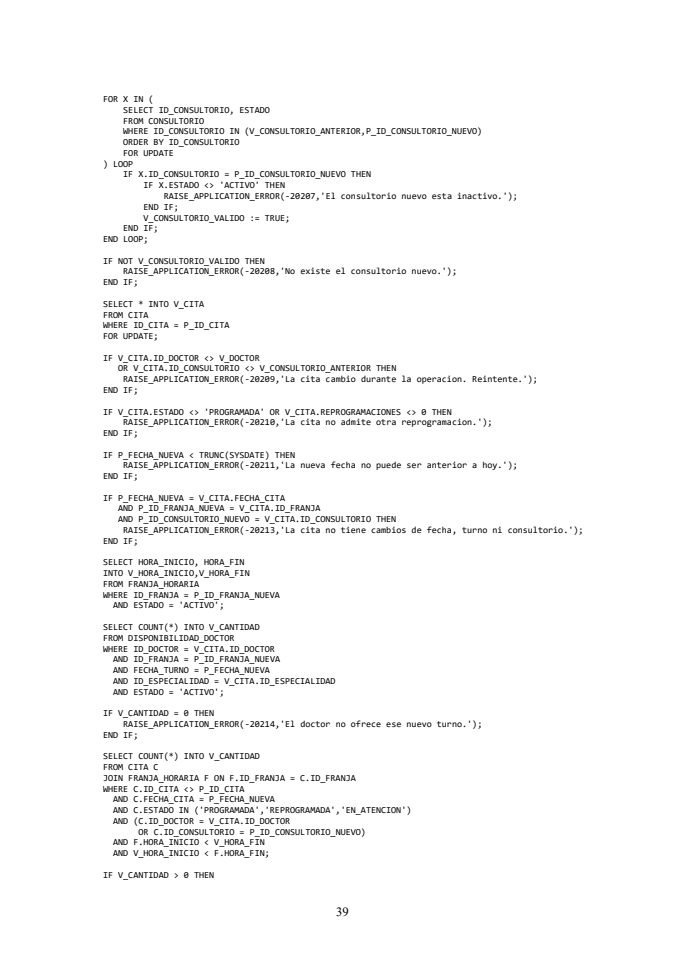 FOR X IN (
    SELECT ID_CONSULTORIO, ESTADO
    FROM CONSULTORIO
    WHERE ID_CONSULTORIO IN (V_CONSULTORIO_ANTERIOR,P_ID_CONSULTORIO_NUEVO)
    ORDER BY ID_CONSULTORIO
    FOR UPDATE
) LOOP
    IF X.ID_CONSULTORIO = P_ID_CONSULTORIO_NUEVO THEN
        IF X.ESTADO <> 'ACTIVO' THEN
            RAISE_APPLICATION_ERROR(-20207,'El consultorio nuevo esta inactivo.');
        END IF;
        V_CONSULTORIO_VALIDO := TRUE;
    END IF;
END LOOP;

IF NOT V_CONSULTORIO_VALIDO THEN
    RAISE_APPLICATION_ERROR(-20208,'No existe el consultorio nuevo.');
END IF;

SELECT * INTO V_CITA
FROM CITA
WHERE ID_CITA = P_ID_CITA
FOR UPDATE;

IF V_CITA.ID_DOCTOR <> V_DOCTOR
   OR V_CITA.ID_CONSULTORIO <> V_CONSULTORIO_ANTERIOR THEN
    RAISE_APPLICATION_ERROR(-20209,'La cita cambio durante la operacion. Reintente.');
END IF;

IF V_CITA.ESTADO <> 'PROGRAMADA' OR V_CITA.REPROGRAMACIONES <> 0 THEN
    RAISE_APPLICATION_ERROR(-20210,'La cita no admite otra reprogramacion.');
END IF;

IF P_FECHA_NUEVA < TRUNC(SYSDATE) THEN
    RAISE_APPLICATION_ERROR(-20211,'La nueva fecha no puede ser anterior a hoy.');
END IF;

IF P_FECHA_NUEVA = V_CITA.FECHA_CITA
   AND P_ID_FRANJA_NUEVA = V_CITA.ID_FRANJA
   AND P_ID_CONSULTORIO_NUEVO = V_CITA.ID_CONSULTORIO THEN
    RAISE_APPLICATION_ERROR(-20213,'La cita no tiene cambios de fecha, turno ni consultorio.');
END IF;

SELECT HORA_INICIO, HORA_FIN
INTO V_HORA_INICIO,V_HORA_FIN
FROM FRANJA_HORARIA
WHERE ID_FRANJA = P_ID_FRANJA_NUEVA
  AND ESTADO = 'ACTIVO';

SELECT COUNT(*) INTO V_CANTIDAD
FROM DISPONIBILIDAD_DOCTOR
WHERE ID_DOCTOR = V_CITA.ID_DOCTOR
  AND ID_FRANJA = P_ID_FRANJA_NUEVA
  AND FECHA_TURNO = P_FECHA_NUEVA
  AND ID_ESPECIALIDAD = V_CITA.ID_ESPECIALIDAD
  AND ESTADO = 'ACTIVO';

IF V_CANTIDAD = 0 THEN
    RAISE_APPLICATION_ERROR(-20214,'El doctor no ofrece ese nuevo turno.');
END IF;

SELECT COUNT(*) INTO V_CANTIDAD
FROM CITA C
JOIN FRANJA_HORARIA F ON F.ID_FRANJA = C.ID_FRANJA
WHERE C.ID_CITA <> P_ID_CITA
  AND C.FECHA_CITA = P_FECHA_NUEVA
  AND C.ESTADO IN ('PROGRAMADA','REPROGRAMADA','EN_ATENCION')
  AND (C.ID_DOCTOR = V_CITA.ID_DOCTOR
       OR C.ID_CONSULTORIO = P_ID_CONSULTORIO_NUEVO)
  AND F.HORA_INICIO < V_HORA_FIN
  AND V_HORA_INICIO < F.HORA_FIN;

IF V_CANTIDAD > 0 THEN

39